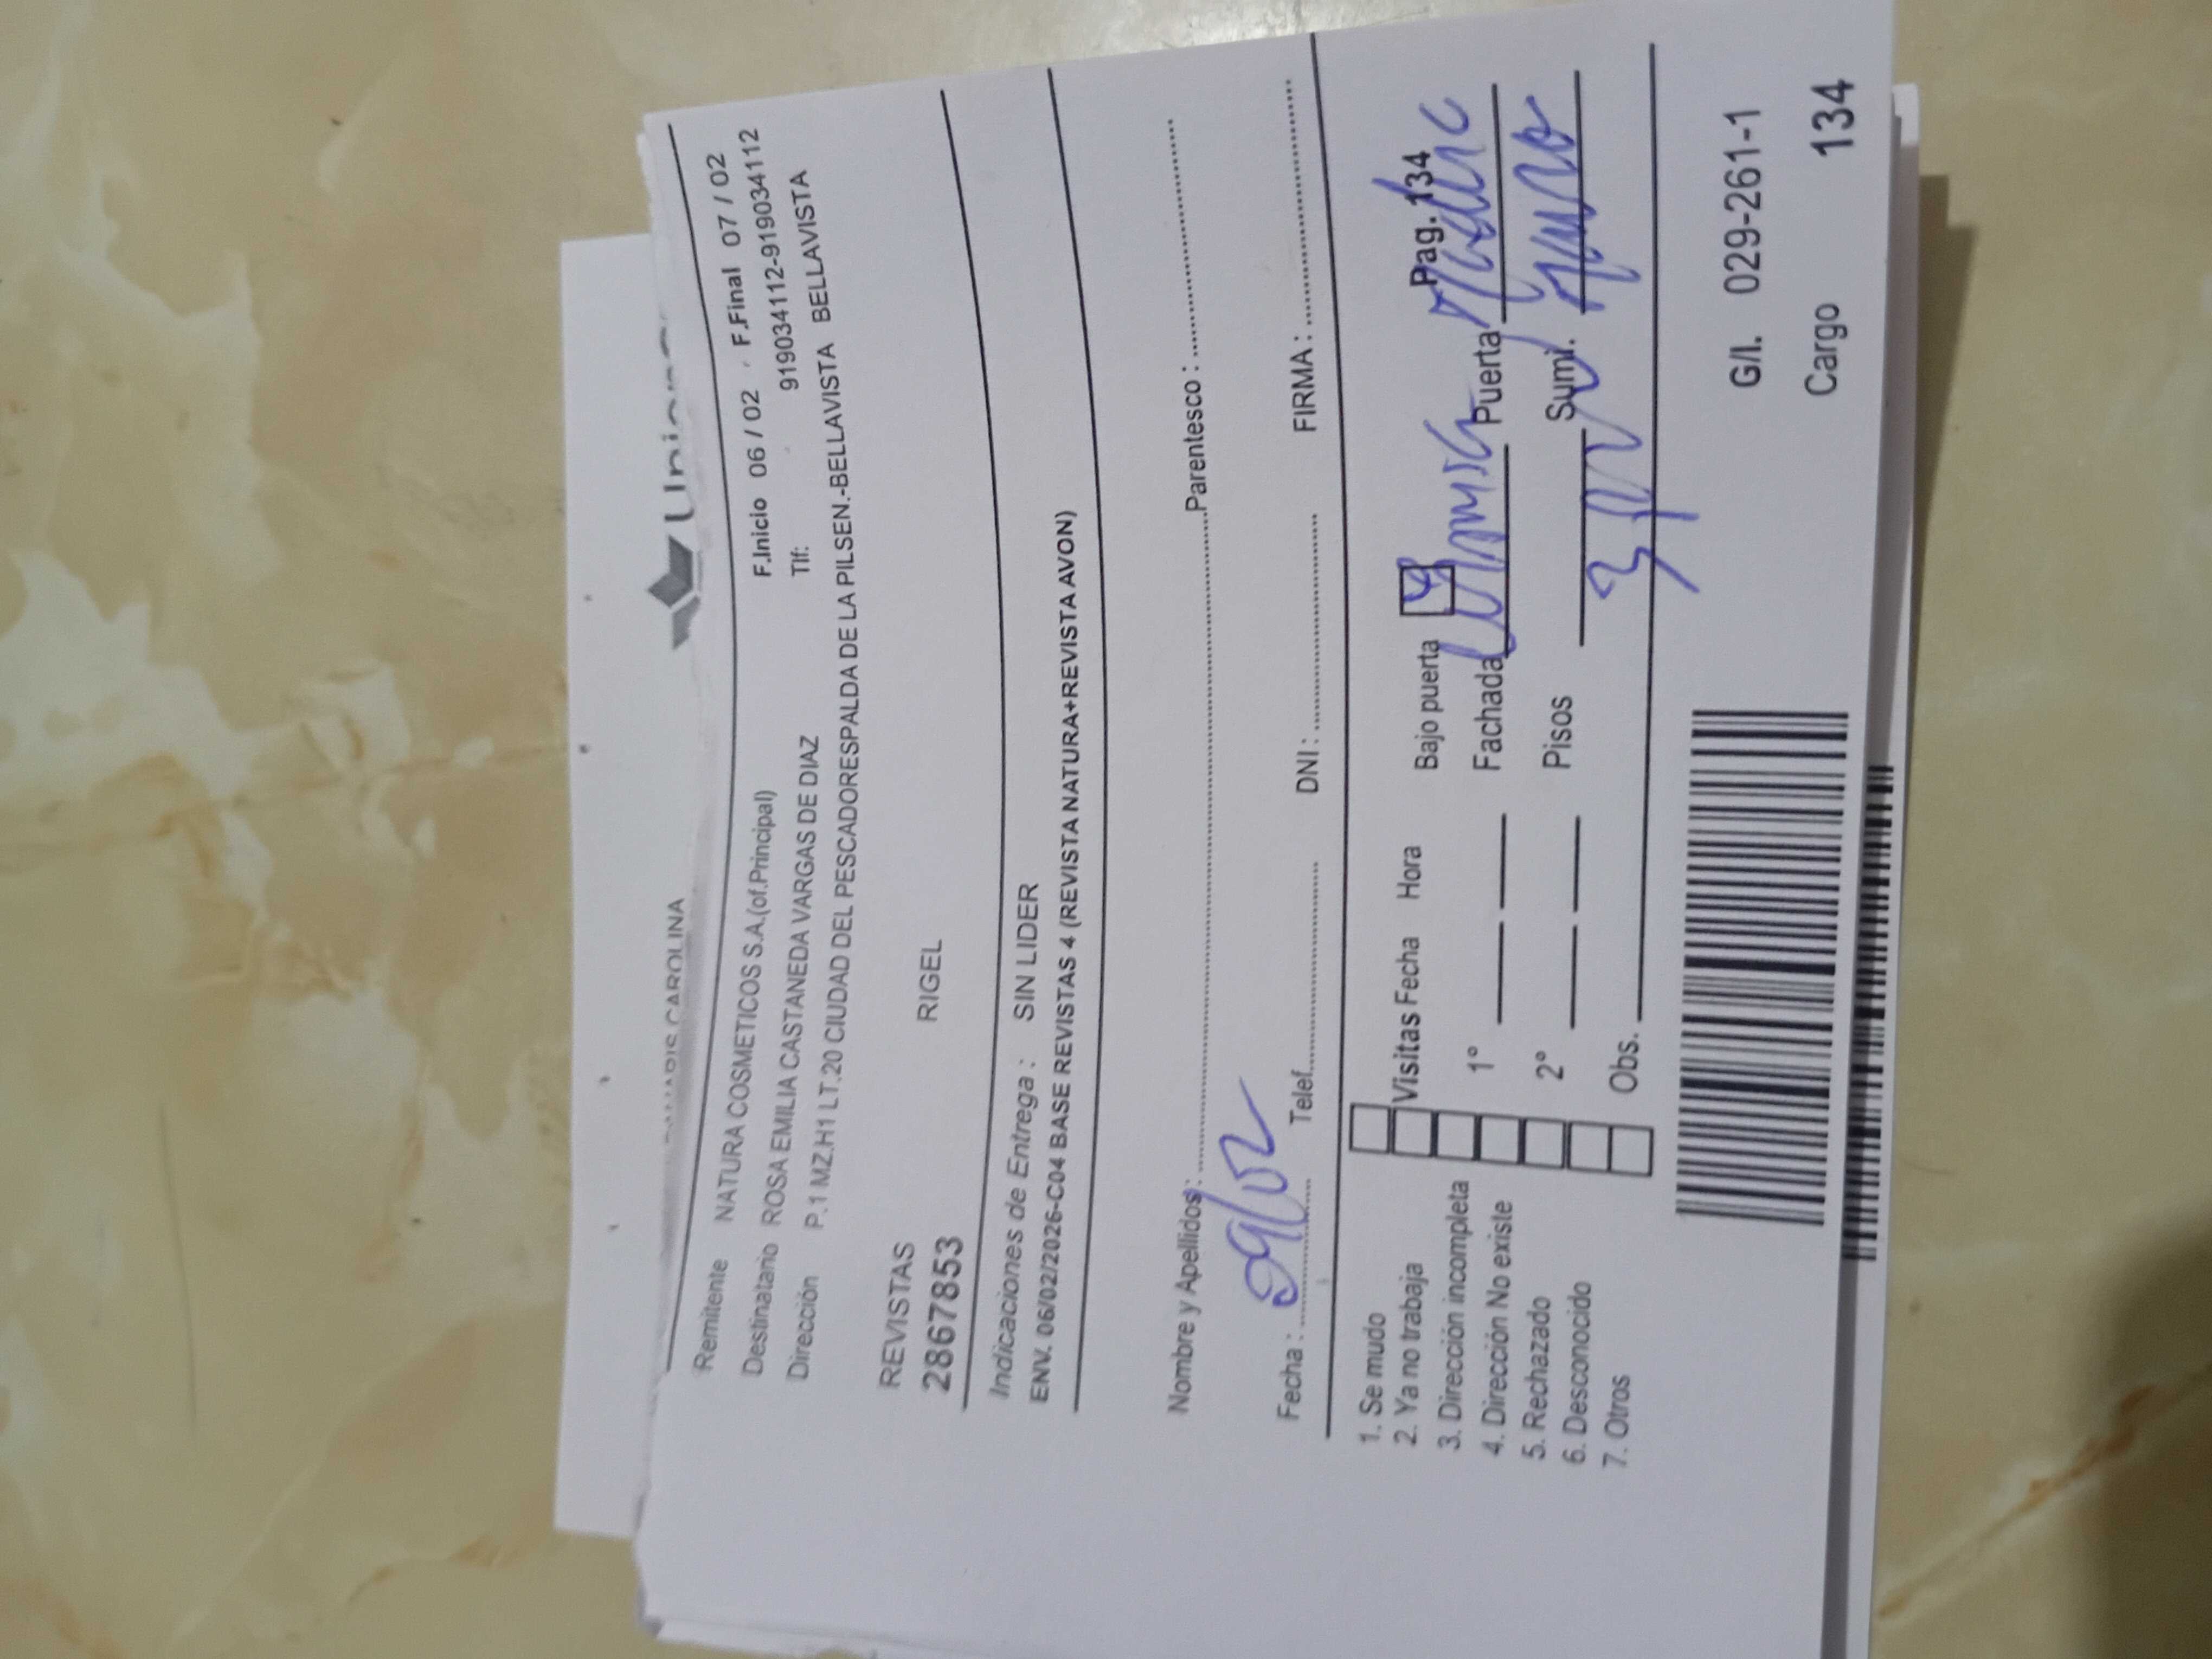 CAROLINA
Remitente NATURA COSMETICOS S.A.(of.Principal) F.Inicio 06 / 02 F.Final 07 / 02
Destinatario ROSA EMILIA CASTANEDA VARGAS DE DIAZ Tlf: 919034112-919034112
Dirección P.1 MZ.H1 LT.20 CIUDAD DEL PESCADORESPALDA DE LA PILSEN.-BELLAVISTA BELLAVISTA BELLAVISTA
REVISTAS
2867853 RIGEL
Indicaciones de Entrega : SIN LIDER
ENV. 06/02/2026-C04 BASE REVISTAS 4 (REVISTA NATURA+REVISTA AVON)
Nombre y Apellidos: Parentesco :
Fecha : 09/02 Telef. DNI : FIRMA :
1. Se mudo
2. Ya no trabaja
3. Dirección incompleta
4. Dirección No existe
5. Rechazado
6. Desconocido
7. Otros
Visitas Fecha Hora Bajo puerta Pag. 134
1° Fachada Puerta
2° Pisos 3 Sumi.
Obs.
G/I. 029-261-1
Cargo 134